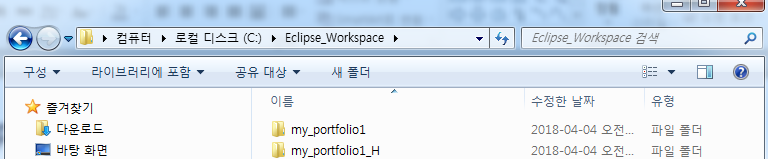 컴퓨터 ▸ 로컬 디스크 (C:) ▸ Eclipse_Workspace ▸ Eclipse_Workspace 검색
구성 라이브러리에 포함 공유 대상 새 폴더
이름 수정한 날짜 유형
즐겨찾기
다운로드 my_portfolio1 2018-04-04 오전... 파일 폴더
바탕 화면 my_portfolio1_H 2018-04-04 오전... 파일 폴더